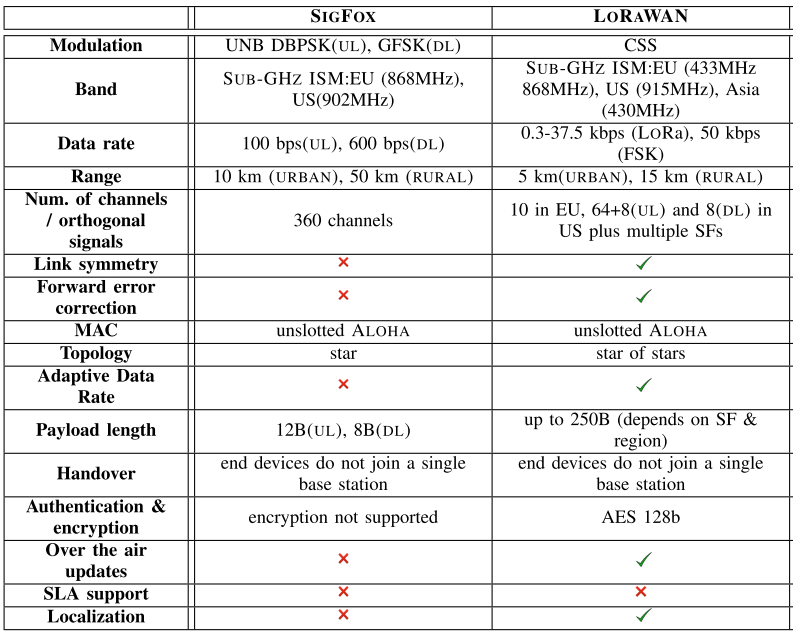 SIGFOX LORAWAN
Modulation UNB DBPSK(UL), GFSK(DL) CSS
Band SUB-GHZ ISM:EU (868MHz), US(902MHz) SUB-GHZ ISM:EU (433MHz 868MHz), US (915MHz), Asia (430MHz)
Data rate 100 bps(UL), 600 bps(DL) 0.3-37.5 kbps (LORa), 50 kbps (FSK)
Range 10 km (URBAN), 50 km (RURAL) 5 km(URBAN), 15 km (RURAL)
Num. of channels / orthogonal signals 360 channels 10 in EU, 64+8(UL) and 8(DL) in US plus multiple SFs
Link symmetry ✗ ✓
Forward error correction ✗ ✓
MAC unslotted ALOHA unslotted ALOHA
Topology star star of stars
Adaptive Data Rate ✗ ✓
Payload length 12B(UL), 8B(DL) up to 250B (depends on SF & region)
Handover end devices do not join a single base station end devices do not join a single base station
Authentication & encryption encryption not supported AES 128b
Over the air updates ✗ ✓
SLA support ✗ ✗
Localization ✗ ✓